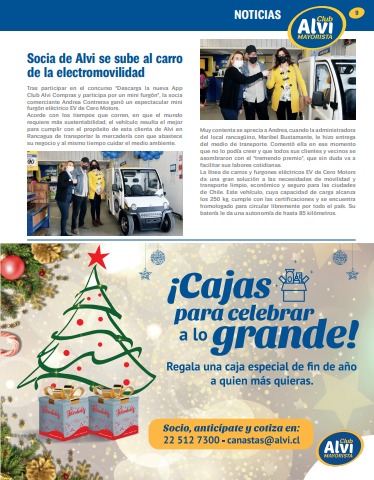 NOTICIAS
Club
Alvi
MAYORISTA
9
Socia de Alvi se sube al carro
de la electromovilidad
Tras participar en el concurso "Descarga la nueva App
Club Alvi Compras y participa por un mini furgón", la socia
comerciante Andrea Contreras ganó un espectacular mini
furgón eléctrico EV de Cero Motors.
Acorde con los tiempos que corren, en que el mundo
requiere más sustentabilidad, el vehículo resulta el mejor
para cumplir con el propósito de esta clienta de Alvi en
Rancagua de transportar la mercadería con que abastece
su negocio y al mismo tiempo cuidar el medio ambiente.
Muy contenta se aprecia a Andrea, cuando la administradora
del local rancagüino, Maribel Bustamante, le hizo entrega
del medio de transporte. Comentó ella en ese momento
que no lo podía creer y que todos sus clientes y vecinos se
asombraron con el "tremendo premio", que sin duda va a
facilitar sus labores cotidianas.
La línea de carros y furgones eléctricos EV de Cero Motors
da una gran solución a las necesidades de movilidad y
transporte limpio, económico y seguro para las ciudades
de Chile. Este vehículo, cuya capacidad de carga alcanza
los 250 kg, cumple con las certificaciones y se encuentra
homologado para circular libremente por todo el país. Su
batería le da una autonomía de hasta 85 kilómetros.
¡Cajas
para celebrar
a lo grande!
Regala una caja especial de fin de año
a quien más quieras.
Socio, anticípate y cotiza en:
22 512 7300 - canastas@alvi.cl
Club
Alvi
MAYORISTA